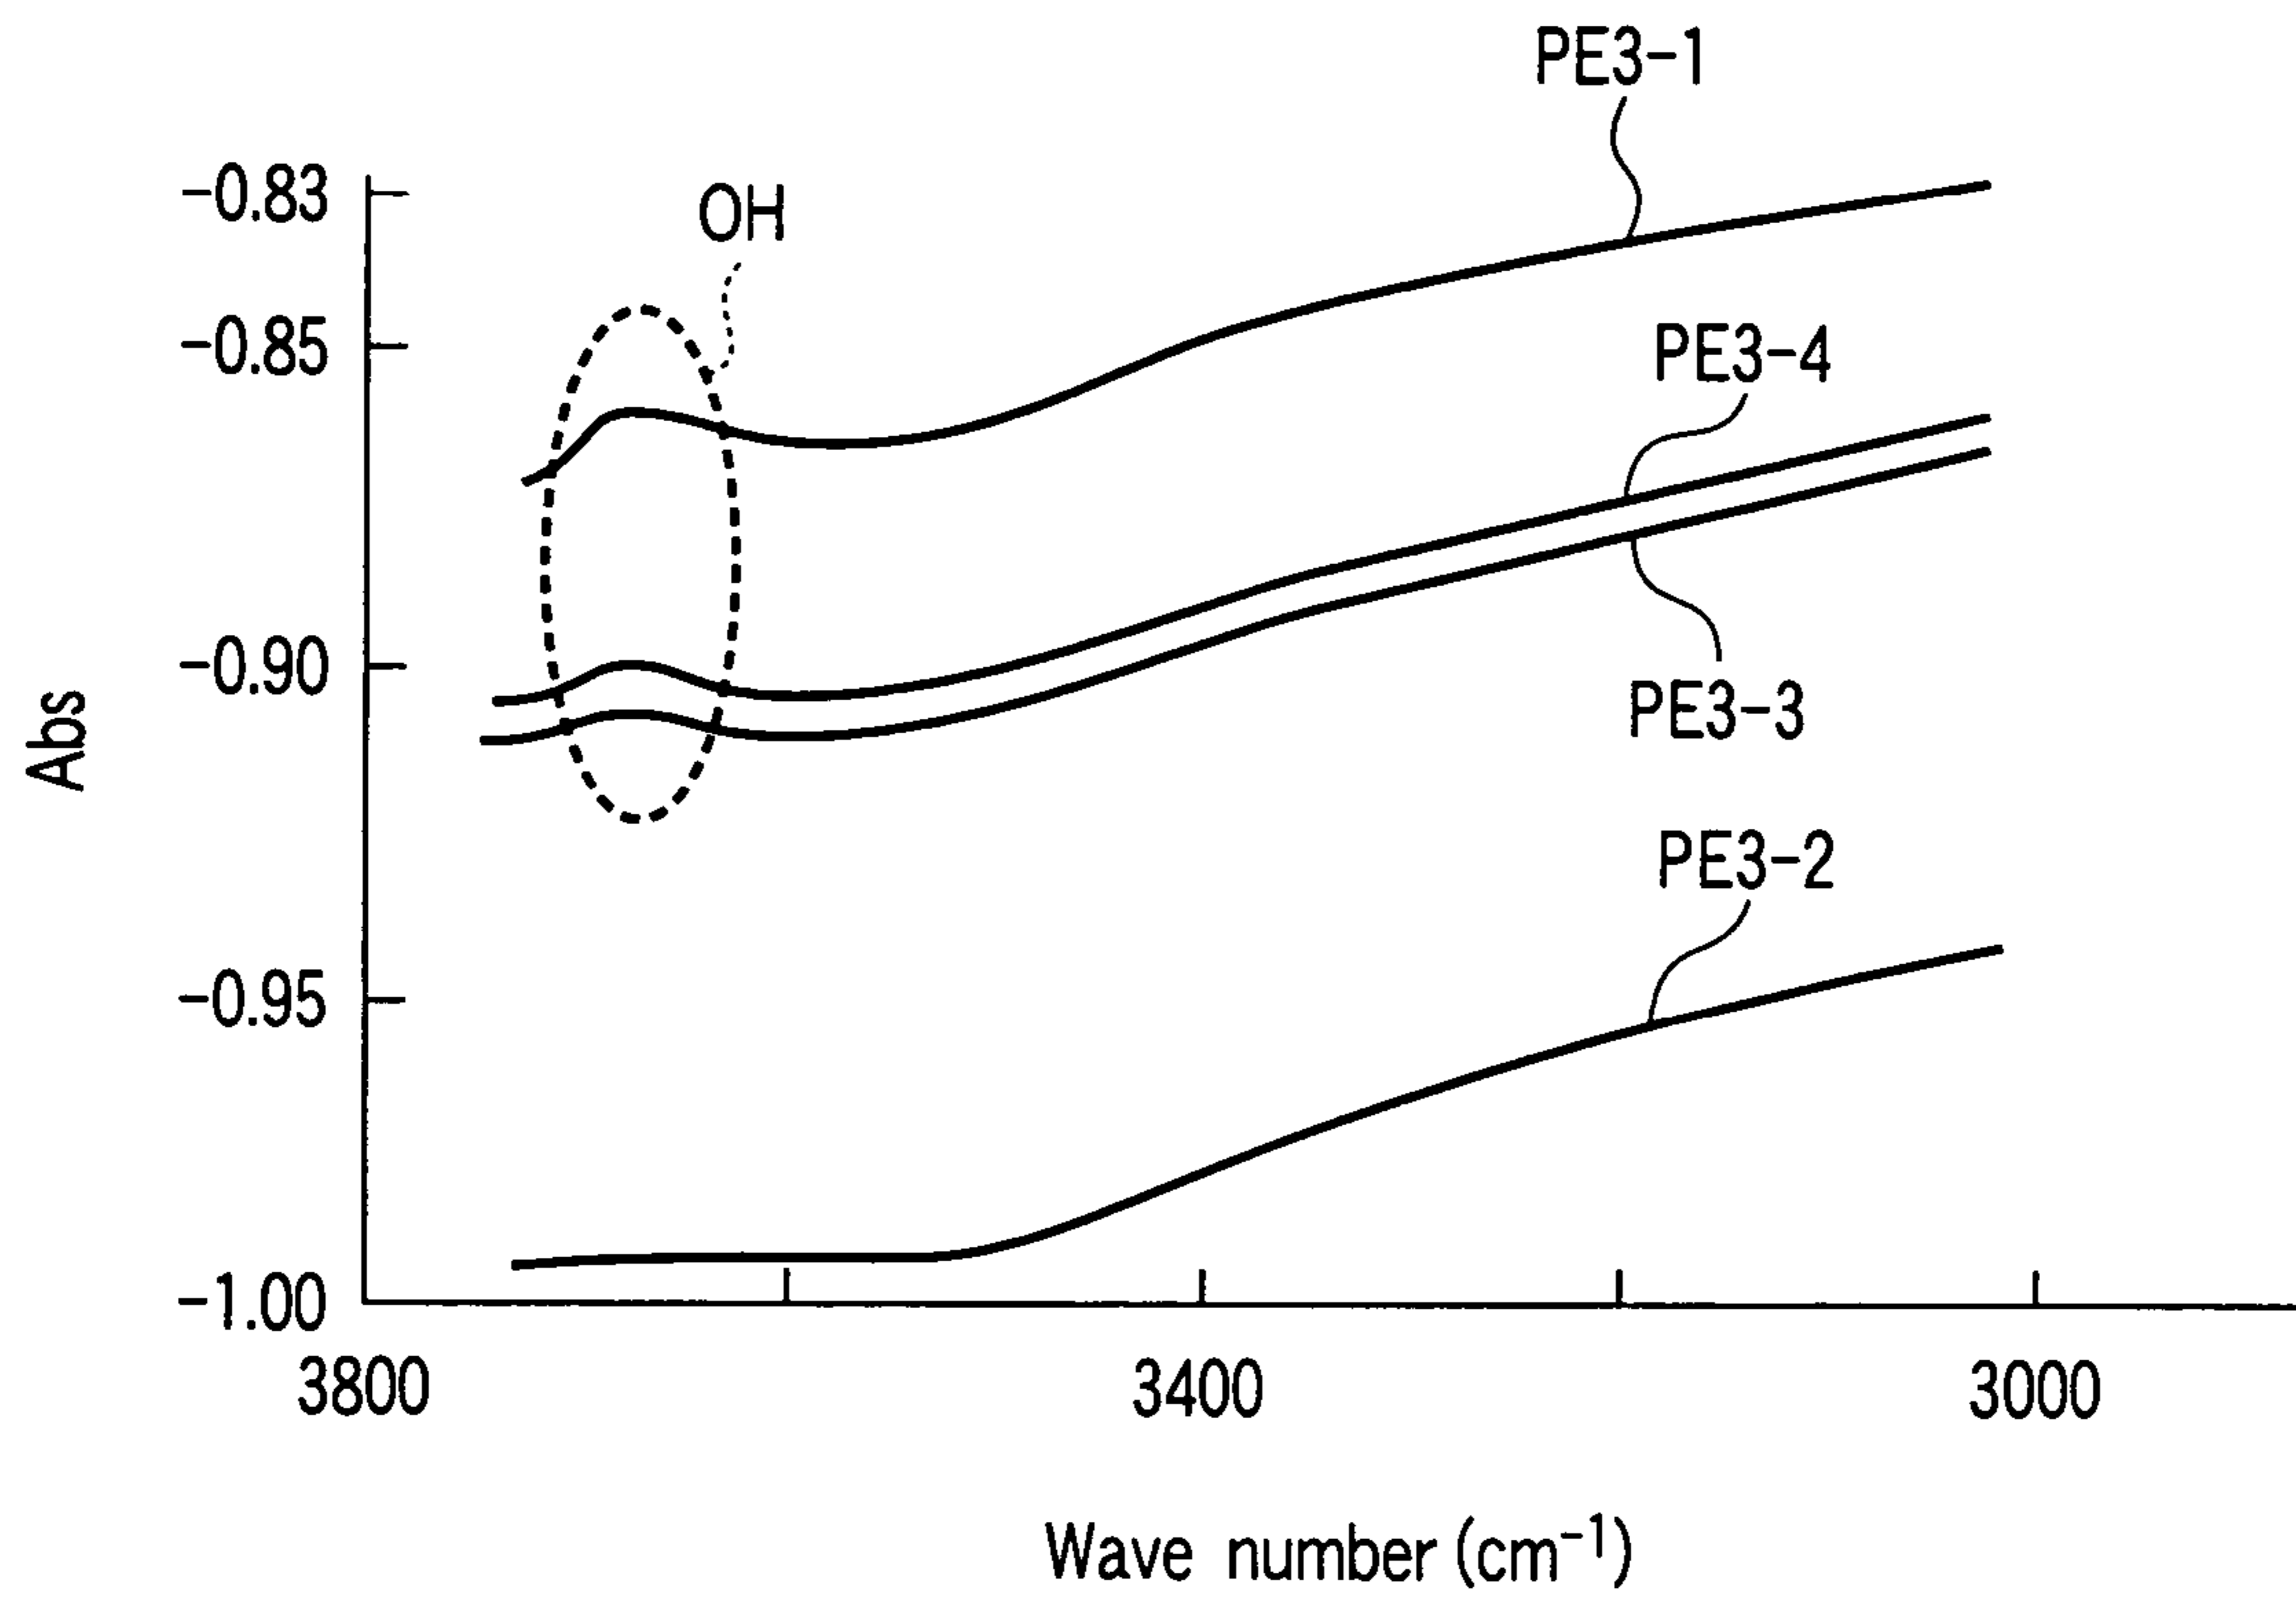 PE3-1
-0.83
OH
-0.85
PE3-4
-0.90
PE3-3
Abs
PE3-2
-0.95
-1.00
3800
3400
3000
Wave number (cm⁻¹)